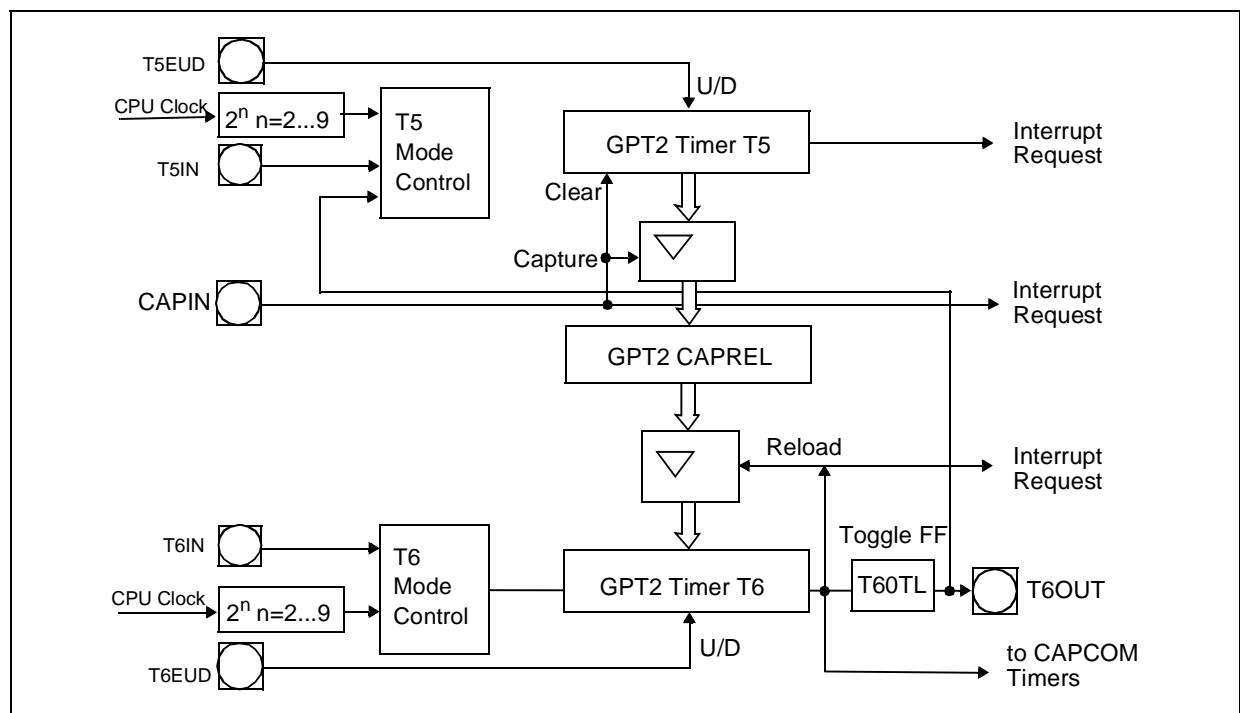 T5EUD
CPU Clock
2ⁿ n=2...9
T5IN
T5
Mode
Control
U/D
GPT2 Timer T5
Interrupt
Request
Clear
Capture
CAPIN
Interrupt
Request
GPT2 CAPREL
Reload
Interrupt
Request
Toggle FF
T6IN
T6
Mode
Control
GPT2 Timer T6
T60TL
T6OUT
CPU Clock
2ⁿ n=2...9
U/D
T6EUD
to CAPCOM
Timers